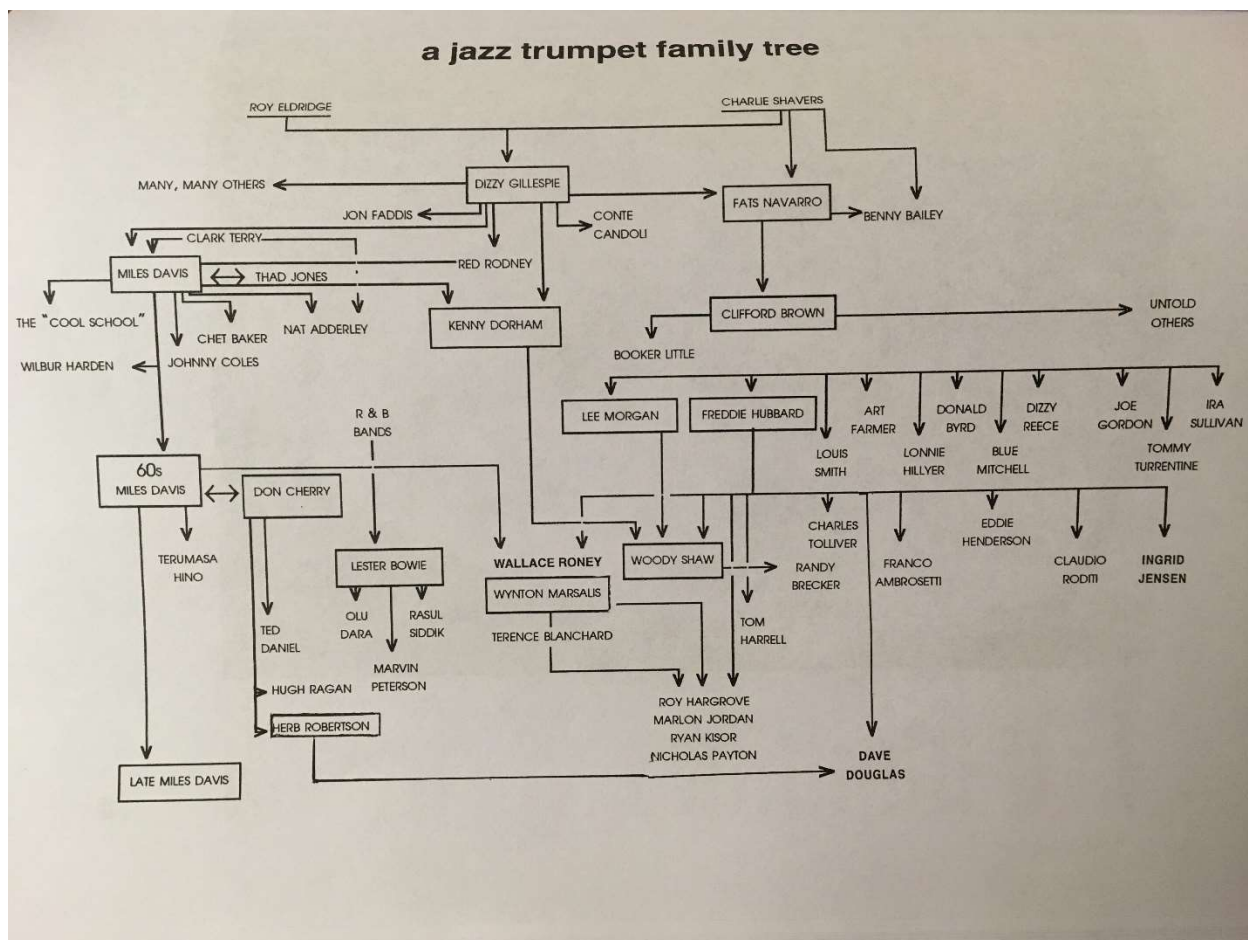 a jazz trumpet family tree
ROY ELDRIDGE
CHARLIE SHAVERS
MANY, MANY OTHERS
DIZZY GILLESPIE
FATS NAVARRO
BENNY BAILEY
JON FADDIS
CONTE
CANDOLI
CLARK TERRY
RED RODNEY
MILES DAVIS
THAD JONES
THE "COOL SCHOOL"
CHET BAKER
NAT ADDERLEY
KENNY DORHAM
CLIFFORD BROWN
UNTOLD
OTHERS
WILBUR HARDEN
JOHNNY COLES
BOOKER LITTLE
LEE MORGAN
FREDDIE HUBBARD
LOUIS
SMITH
ART
FARMER
LONNIE
HILLYER
DONALD
BYRD
BLUE
MITCHELL
DIZZY
REECE
JOE
GORDON
TOMMY
TURRENTINE
IRA
SULLIVAN
R & B
BANDS
60s
MILES DAVIS
DON CHERRY
TERUMASA
HINO
LESTER BOWIE
WALLACE RONEY
WYNTON MARSALIS
TERENCE BLANCHARD
WOODY SHAW
CHARLES
TOLLIVER
RANDY
BRECKER
FRANCO
AMBROSETTI
EDDIE
HENDERSON
CLAUDIO
RODITI
INGRID
JENSEN
TED
DANIEL
OLU
DARA
RASUL
SIDDIK
MARVIN
PETERSON
TOM
HARRELL
HUGH RAGAN
HERB ROBERTSON
ROY HARGROVE
MARLON JORDAN
RYAN KISOR
NICHOLAS PAYTON
DAVE
DOUGLAS
LATE MILES DAVIS